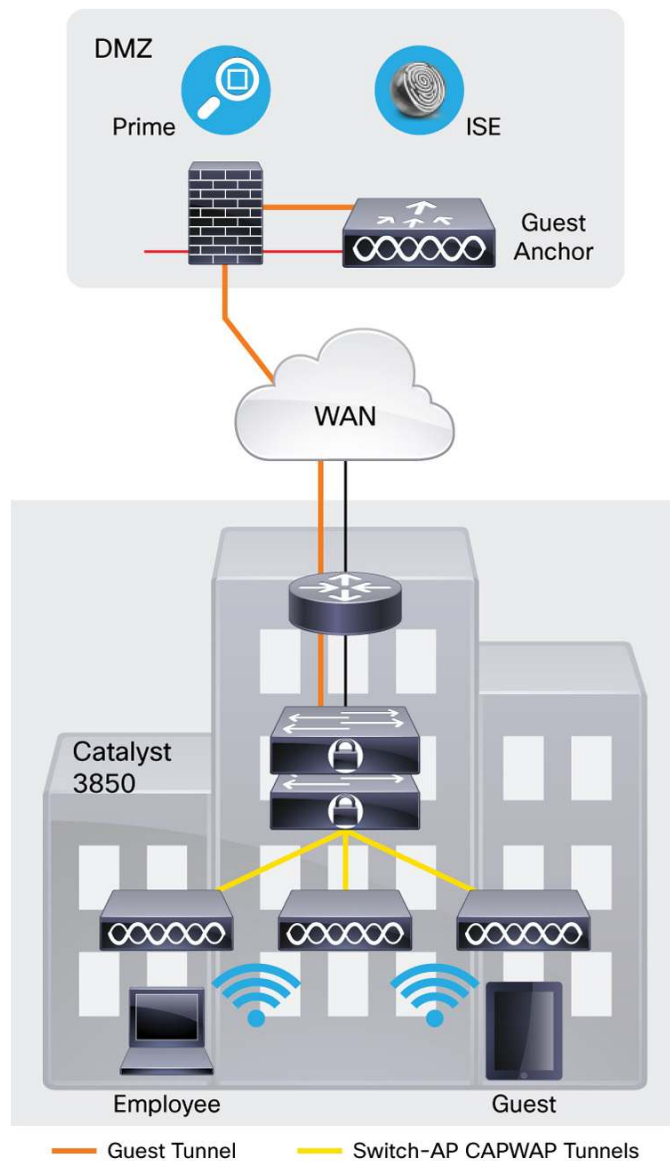 DMZ
Prime
ISE
Guest
Anchor
WAN
Catalyst
3850
Employee
Guest
Guest Tunnel
Switch-AP CAPWAP Tunnels